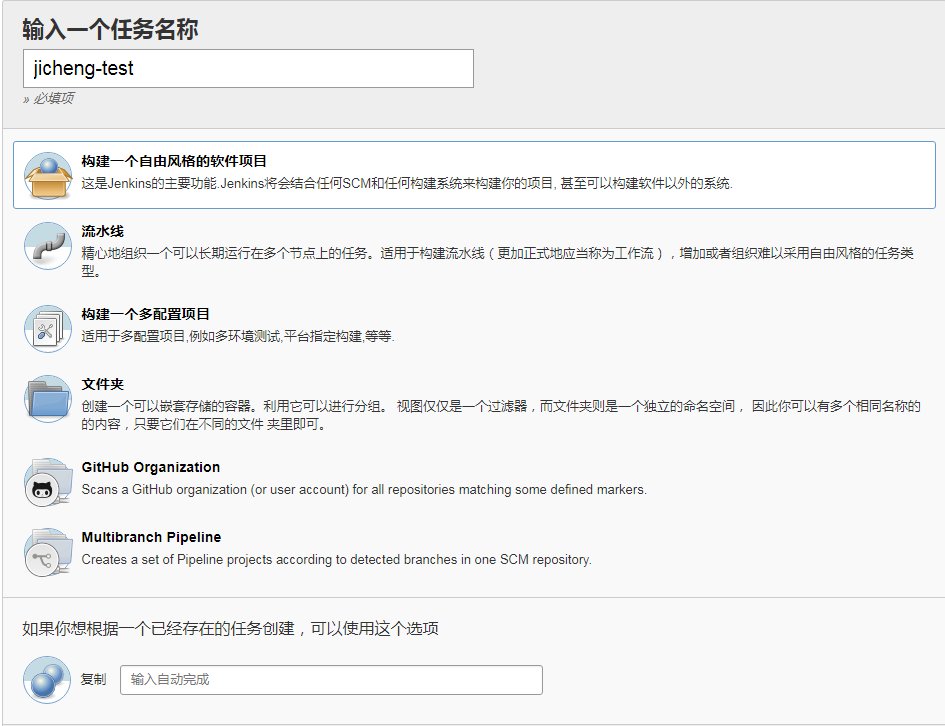 输入一个任务名称
jicheng-test
» 必填项
构建一个自由风格的软件项目
这是Jenkins的主要功能.Jenkins将会结合任何SCM和任何构建系统来构建你的项目, 甚至可以构建软件以外的系统.
流水线
精心地组织一个可以长期运行在多个节点上的任务。适用于构建流水线（更加正式地应当称为工作流），增加或者组织难以采用自由风格的任务类
型。
构建一个多配置项目
适用于多配置项目,例如多环境测试,平台指定构建,等等.
文件夹
创建一个可以嵌套存储的容器。利用它可以进行分组。 视图仅仅是一个过滤器，而文件夹则是一个独立的命名空间， 因此你可以有多个相同名称的
的内容，只要它们在不同的文件 夹里即可。
GitHub Organization
Scans a GitHub organization (or user account) for all repositories matching some defined markers.
Multibranch Pipeline
Creates a set of Pipeline projects according to detected branches in one SCM repository.
如果你想根据一个已经存在的任务创建，可以使用这个选项
复制 输入自动完成